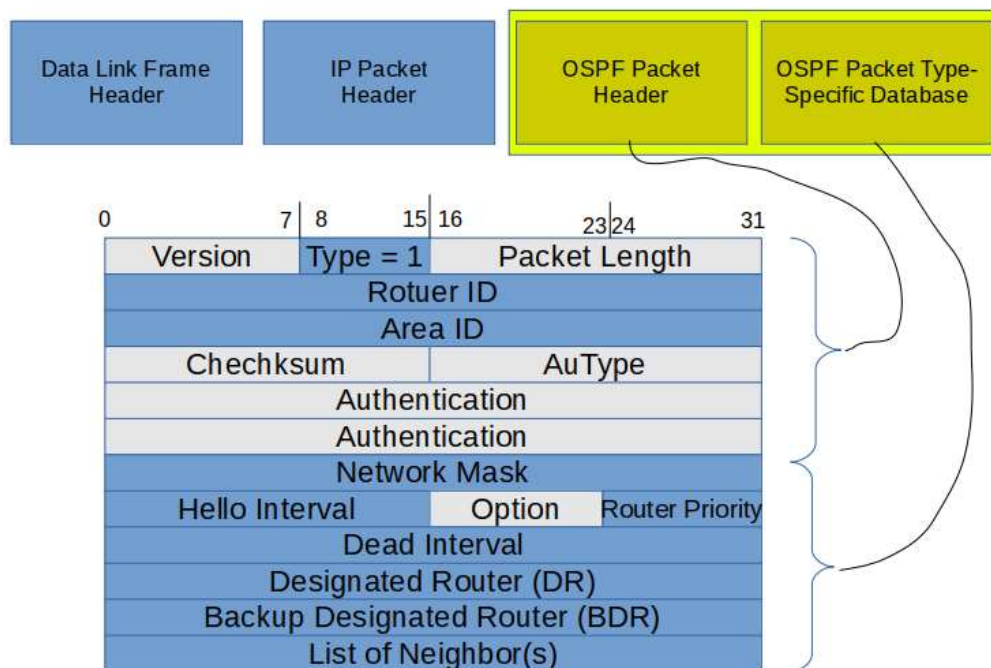 Data Link Frame
Header
IP Packet
Header
OSPF Packet
Header
OSPF Packet Type-
Specific Database
0 7 8 15 16 23 24 31
Version Type = 1 Packet Length
Rotuer ID
Area ID
Chechksum AuType
Authentication
Authentication
Network Mask
Hello Interval Option Router Priority
Dead Interval
Designated Router (DR)
Backup Designated Router (BDR)
List of Neighbor(s)